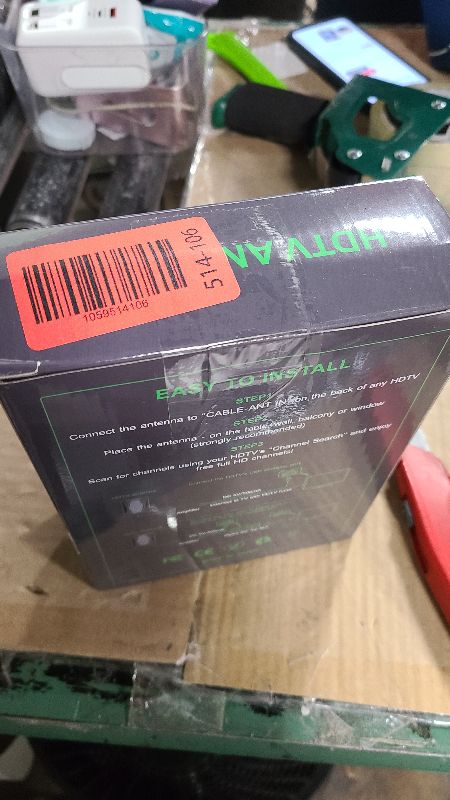 1059514106
514-106
HDTV AN
EASY TO INSTALL
STEP1
Connect the antenna to "CABLE-ANT IN" on the back of any HDTV
STEP2
Place the antenna - on the table, wall, balcony or window
(strongly recommended)
STEP3
Scan for channels using your HDTV's "Channel Search" and enjoy
free full HD channels!